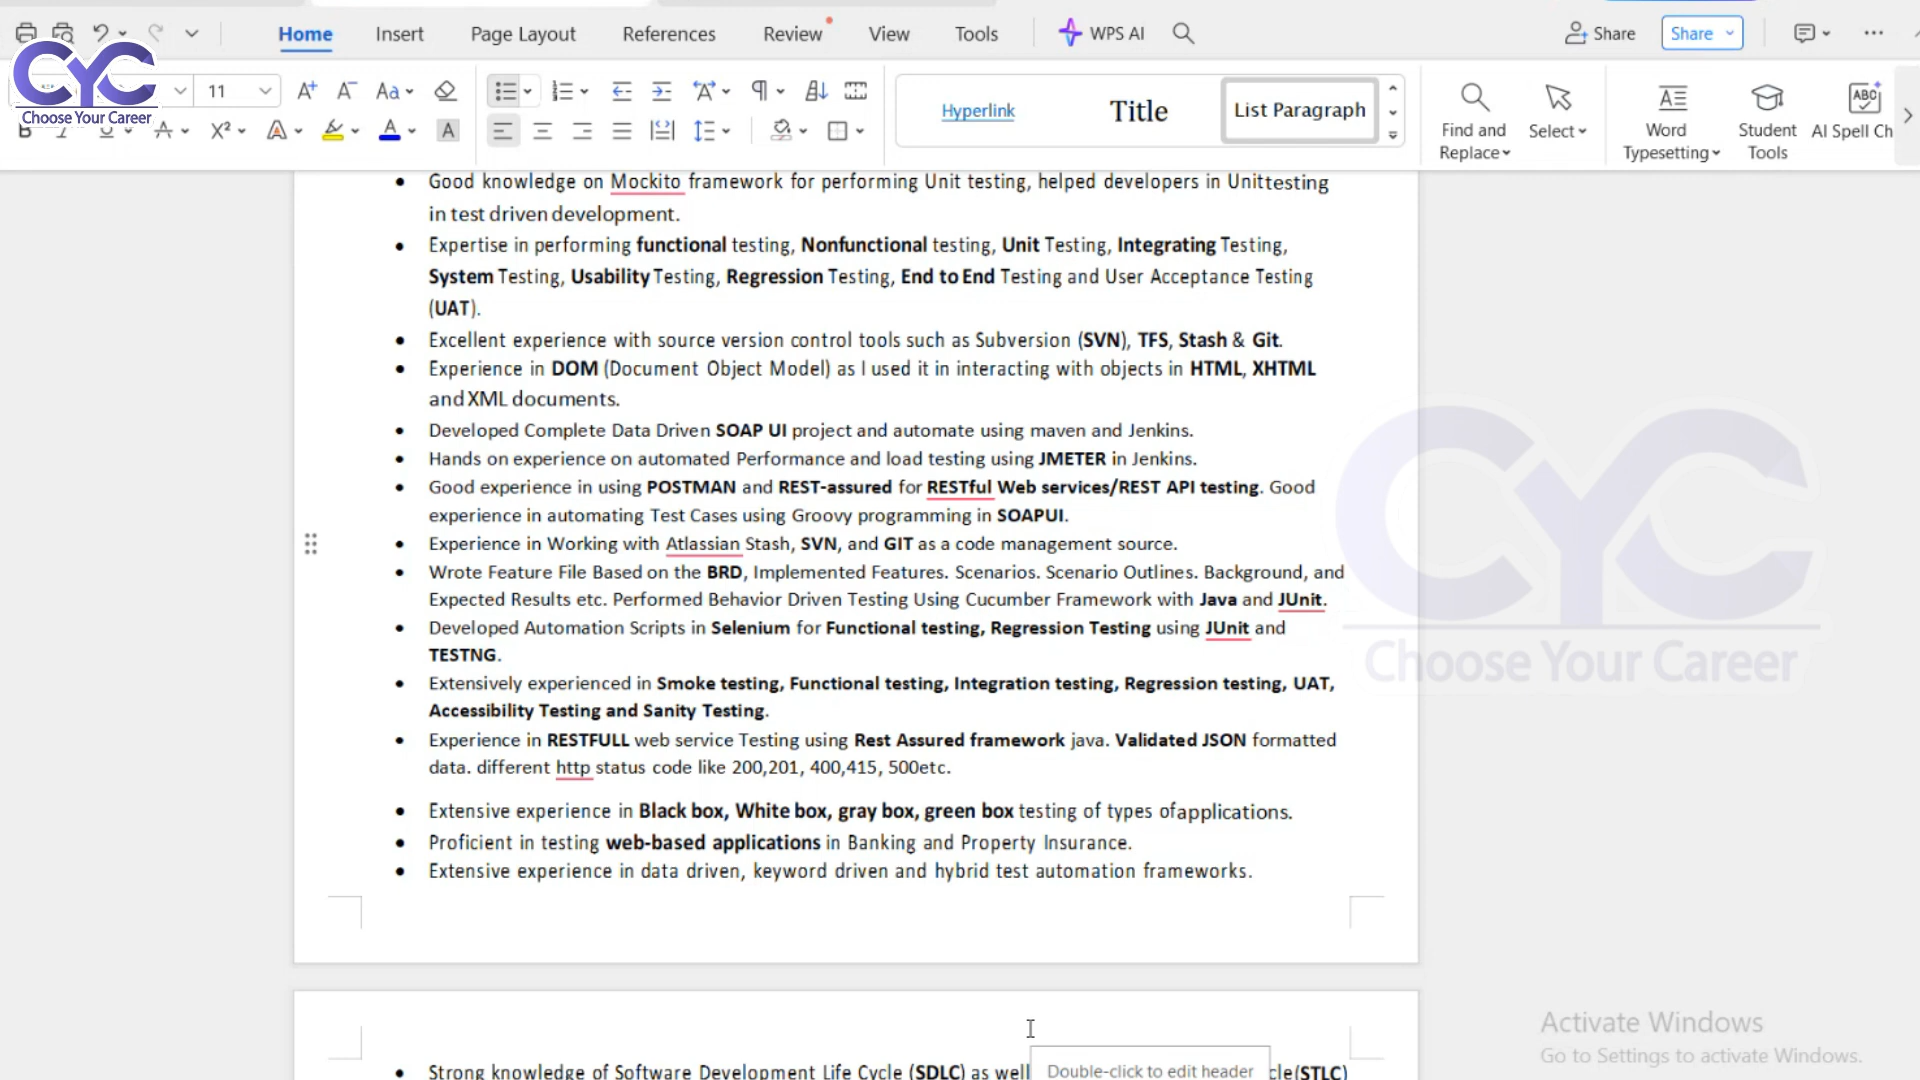 Home Insert Page Layout References Review View Tools WPS AI Share Share
CYC
Choose Your Career
11 A+ A- Aa
B I U A X² A A A
Hyperlink Title List Paragraph
Find and Replace Select Word Typesetting Student Tools AI Spell Ch
• Good knowledge on Mockito framework for performing Unit testing, helped developers in Unittesting
in test driven development.
• Expertise in performing functional testing, Nonfunctional testing, Unit Testing, Integrating Testing,
System Testing, Usability Testing, Regression Testing, End to End Testing and User Acceptance Testing
(UAT).
• Excellent experience with source version control tools such as Subversion (SVN), TFS, Stash & Git.
• Experience in DOM (Document Object Model) as I used it in interacting with objects in HTML, XHTML
and XML documents.
• Developed Complete Data Driven SOAP UI project and automate using maven and Jenkins.
• Hands on experience on automated Performance and load testing using JMETER in Jenkins.
• Good experience in using POSTMAN and REST-assured for RESTful Web services/REST API testing. Good
experience in automating Test Cases using Groovy programming in SOAPUI.
• Experience in Working with Atlassian Stash, SVN, and GIT as a code management source.
• Wrote Feature File Based on the BRD, Implemented Features. Scenarios. Scenario Outlines. Background, and
Expected Results etc. Performed Behavior Driven Testing Using Cucumber Framework with Java and JUnit.
• Developed Automation Scripts in Selenium for Functional testing, Regression Testing using JUnit and
TESTNG.
• Extensively experienced in Smoke testing, Functional testing, Integration testing, Regression testing, UAT,
Accessibility Testing and Sanity Testing.
• Experience in RESTFULL web service Testing using Rest Assured framework java. Validated JSON formatted
data. different http status code like 200,201, 400,415, 500etc.
• Extensive experience in Black box, White box, gray box, green box testing of types ofapplications.
• Proficient in testing web-based applications in Banking and Property Insurance.
• Extensive experience in data driven, keyword driven and hybrid test automation frameworks.
CYC
Choose Your Career
Activate Windows
Go to Settings to activate Windows.
• Strong knowledge of Software Development Life Cycle (SDLC) as well cle(STLC)
Double-click to edit header